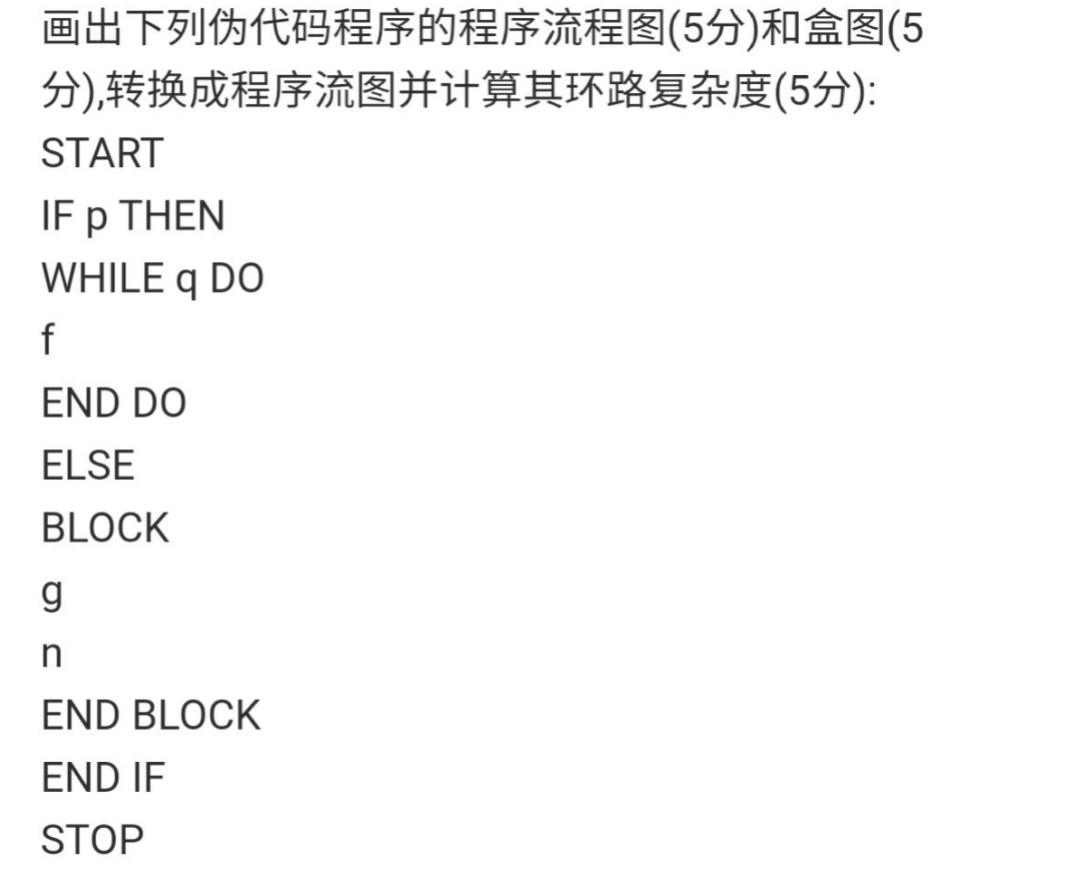 画出下列伪代码程序的程序流程图(5分)和盒图(5
分),转换成程序流图并计算其环路复杂度(5分):
START
IF p THEN
WHILE q DO
f
END DO
ELSE
BLOCK
g
n
END BLOCK
END IF
STOP